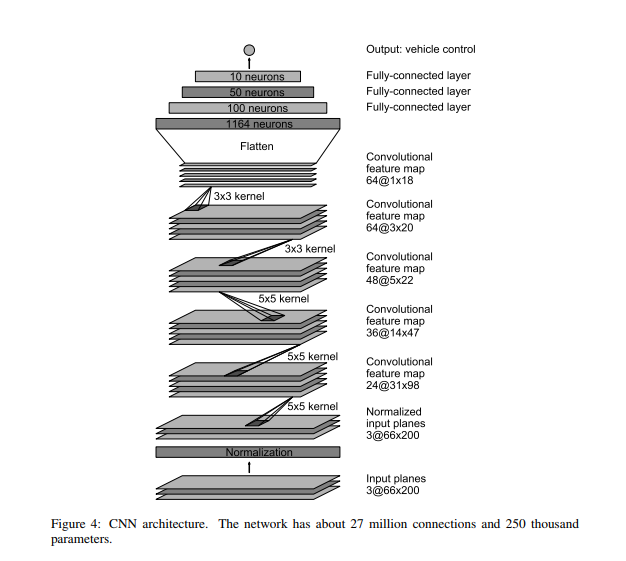 Output: vehicle control
10 neurons
Fully-connected layer
50 neurons
Fully-connected layer
100 neurons
Fully-connected layer
1164 neurons
Flatten
Convolutional
feature map
64@1x18
3x3 kernel
Convolutional
feature map
64@3x20
3x3 kernel
Convolutional
feature map
48@5x22
5x5 kernel
Convolutional
feature map
36@14x47
5x5 kernel
Convolutional
feature map
24@31x98
5x5 kernel
Normalized
input planes
3@66x200
Normalization
Input planes
3@66x200
Figure 4: CNN architecture. The network has about 27 million connections and 250 thousand
parameters.